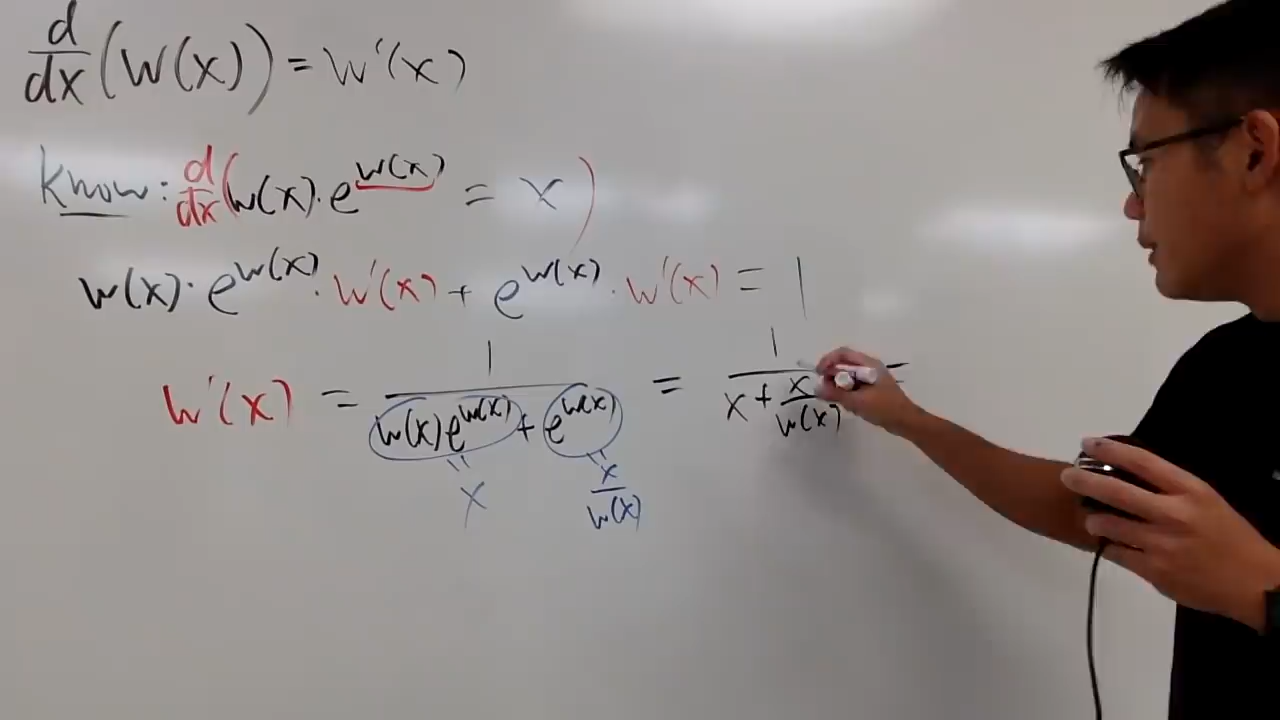 d/dx (W(x)) = W'(x)
Know: d/dx (W(x)·e^{W(x)} = x)
W(x)·e^{W(x)}·W'(x) + e^{W(x)}·W'(x) = 1
W'(x) = 1/(W(x)e^{W(x)} + e^{W(x)}) = 1/(x + x/W(x)) =
" "
x x/W(x)